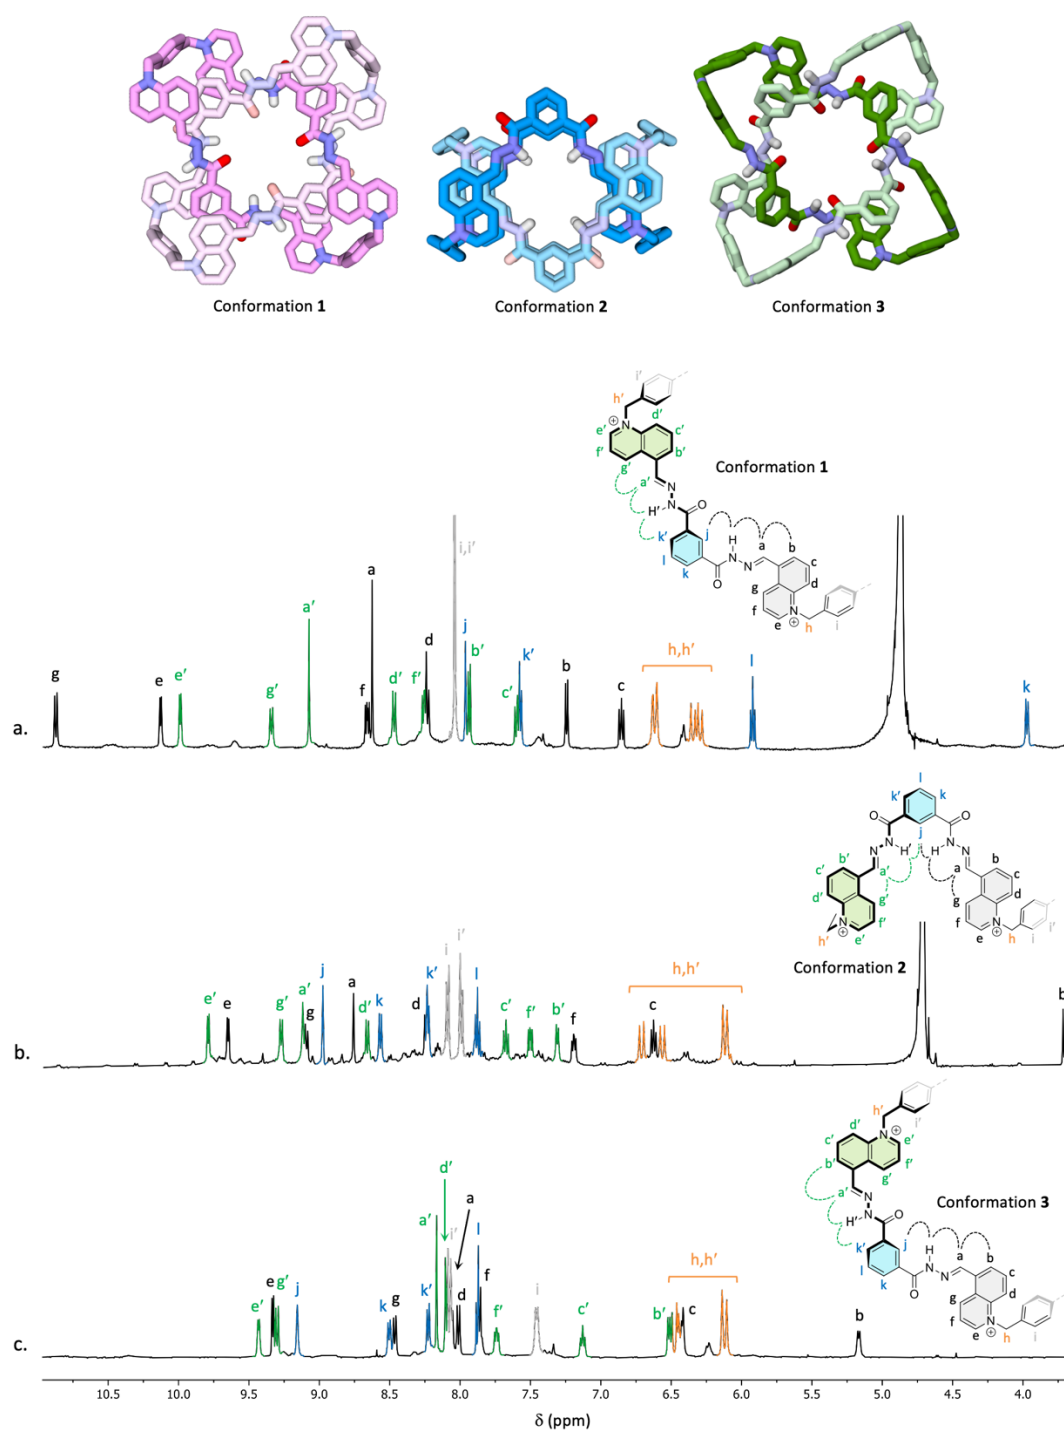 Conformation 1
Conformation 2
Conformation 3
i'
h'
d'
⊕
N
e'
c'
f'
b'
g'
Conformation 1
a'
N
N
O
H'
k'
j
H
a
b
l
N
N
c
k
O
g
d
f
N
⊕
e
h
i
i,i'
a
a'
g
e
e'
g'
f
d'
f'
d
j
b'
c'
k'
b
c
h,h'
l
k
a.
l
k'
k
O
O
j
N
N
H'
H
N
N
b'
c'
a'
a
b
c
d'
g'
g
d
N
⊕
f'
f
N
⊕
i'
h'
e'
e
h
i
Conformation 2
e'
e
g'
a'
g
j
a
d'
k
d
k'
i
i'
l
c'
f'
b'
f
h,h'
c
b
b.
h'
i'
d'
N
⊕
c'
e'
b'
f'
g'
a'
N
N
O
Conformation 3
H'
k'
j
H
a
b
l
N
N
c
k
O
g
d
f
N
⊕
e
h
i
e'
e
g'
j
k
g
k'
a'
d'
i'
a
d
l
f
f'
i
c'
b'
h,h'
c
b
c.
10.5 10.0 9.5 9.0 8.5 8.0 7.5 7.0 6.5 6.0 5.5 5.0 4.5 4.0
δ (ppm)